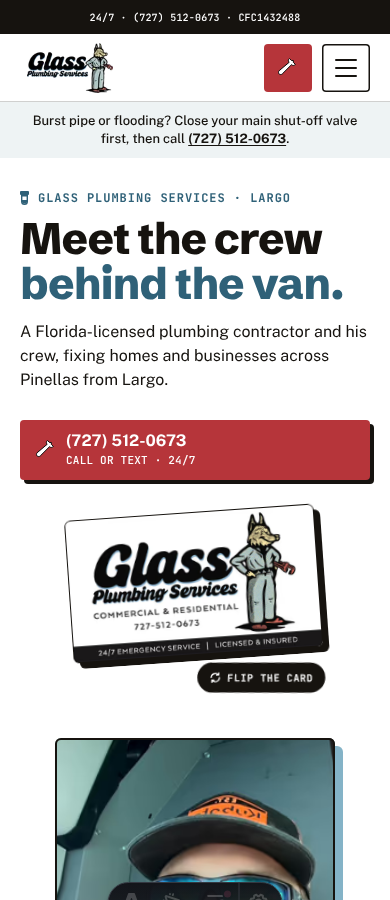 24/7 · (727) 512-0673 · CFC1432488
Glass
Plumbing Services
Burst pipe or flooding? Close your main shut-off valve
first, then call (727) 512-0673.
GLASS PLUMBING SERVICES · LARGO
Meet the crew
behind the van.
A Florida-licensed plumbing contractor and his
crew, fixing homes and businesses across
Pinellas from Largo.
(727) 512-0673
CALL OR TEXT · 24/7
Glass
Plumbing Services
COMMERCIAL & RESIDENTIAL
727-512-0673
24/7 EMERGENCY SERVICE | LICENSED & INSURED
FLIP THE CARD